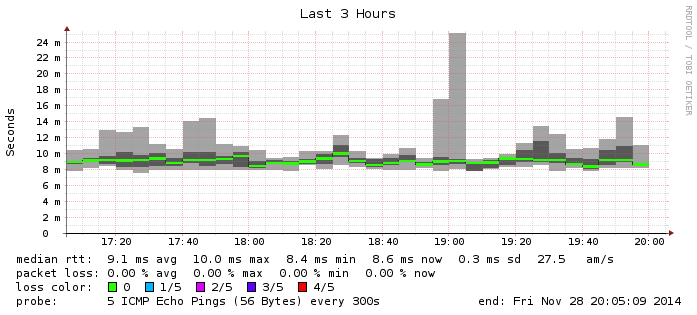 Last 3 Hours
RRDTOOL / TOBI OETIKER
Seconds
24 m
22 m
20 m
18 m
16 m
14 m
12 m
10 m
8 m
6 m
4 m
2 m
0
17:20 17:40 18:00 18:20 18:40 19:00 19:20 19:40 20:00
median rtt: 9.1 ms avg 10.0 ms max 8.4 ms min 8.6 ms now 0.3 ms sd 27.5 am/s
packet loss: 0.00 % avg 0.00 % max 0.00 % min 0.00 % now
loss color: 0 1/5 2/5 3/5 4/5
probe: 5 ICMP Echo Pings (56 Bytes) every 300s end: Fri Nov 28 20:05:09 2014